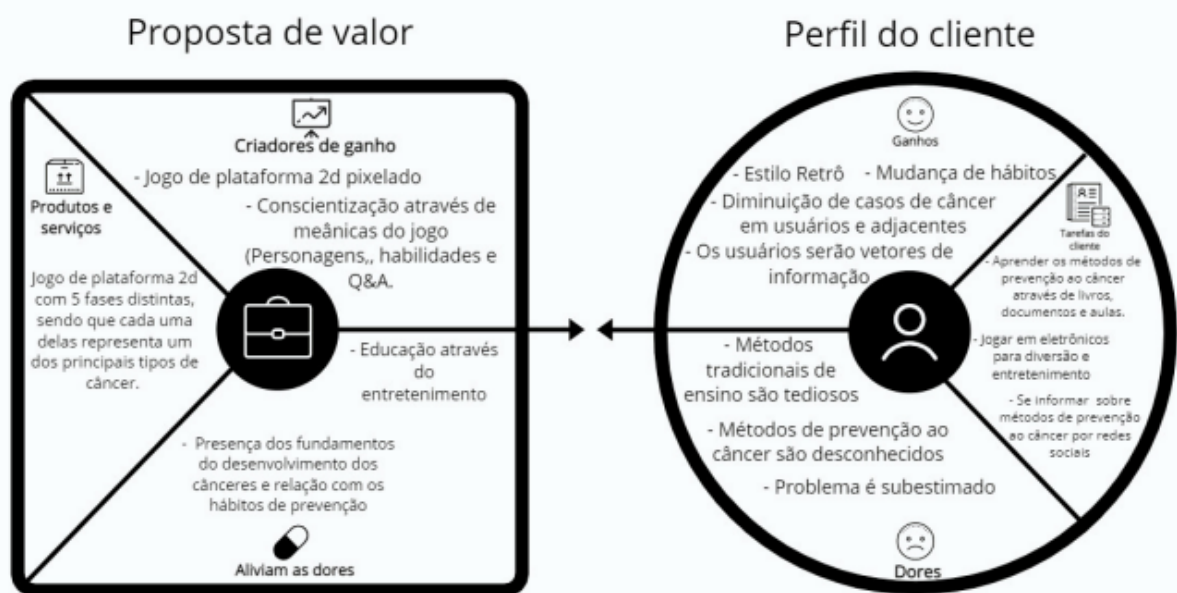 Proposta de valor
Criadores de ganho
- Jogo de plataforma 2d pixelado
- Conscientização através de
meânicas do jogo
(Personagens,, habilidades e
Q&A.
Produtos e
serviços
Jogo de plataforma 2d
com 5 fases distintas,
sendo que cada uma
delas representa um
dos principais tipos de
câncer.
- Educação através
do
entretenimento
- Presença dos fundamentos
do desenvolvimento dos
cânceres e relação com os
hábitos de prevenção
Aliviam as dores
Perfil do cliente
Ganhos
- Estilo Retrô - Mudança de hábitos
- Diminuição de casos de câncer
em usuários e adjacentes
- Os usuários serão vetores de
informação
Tarefas do
cliente
- Aprender os métodos de
prevenção ao câncer
através de livros,
documentos e aulas.
- Jogar em eletrônicos
para diversão e
entretenimento
- Se informar sobre
métodos de prevenção
ao câncer por redes
sociais
- Métodos
tradicionais de
ensino são tediosos
- Métodos de prevenção ao
câncer são desconhecidos
- Problema é subestimado
Dores